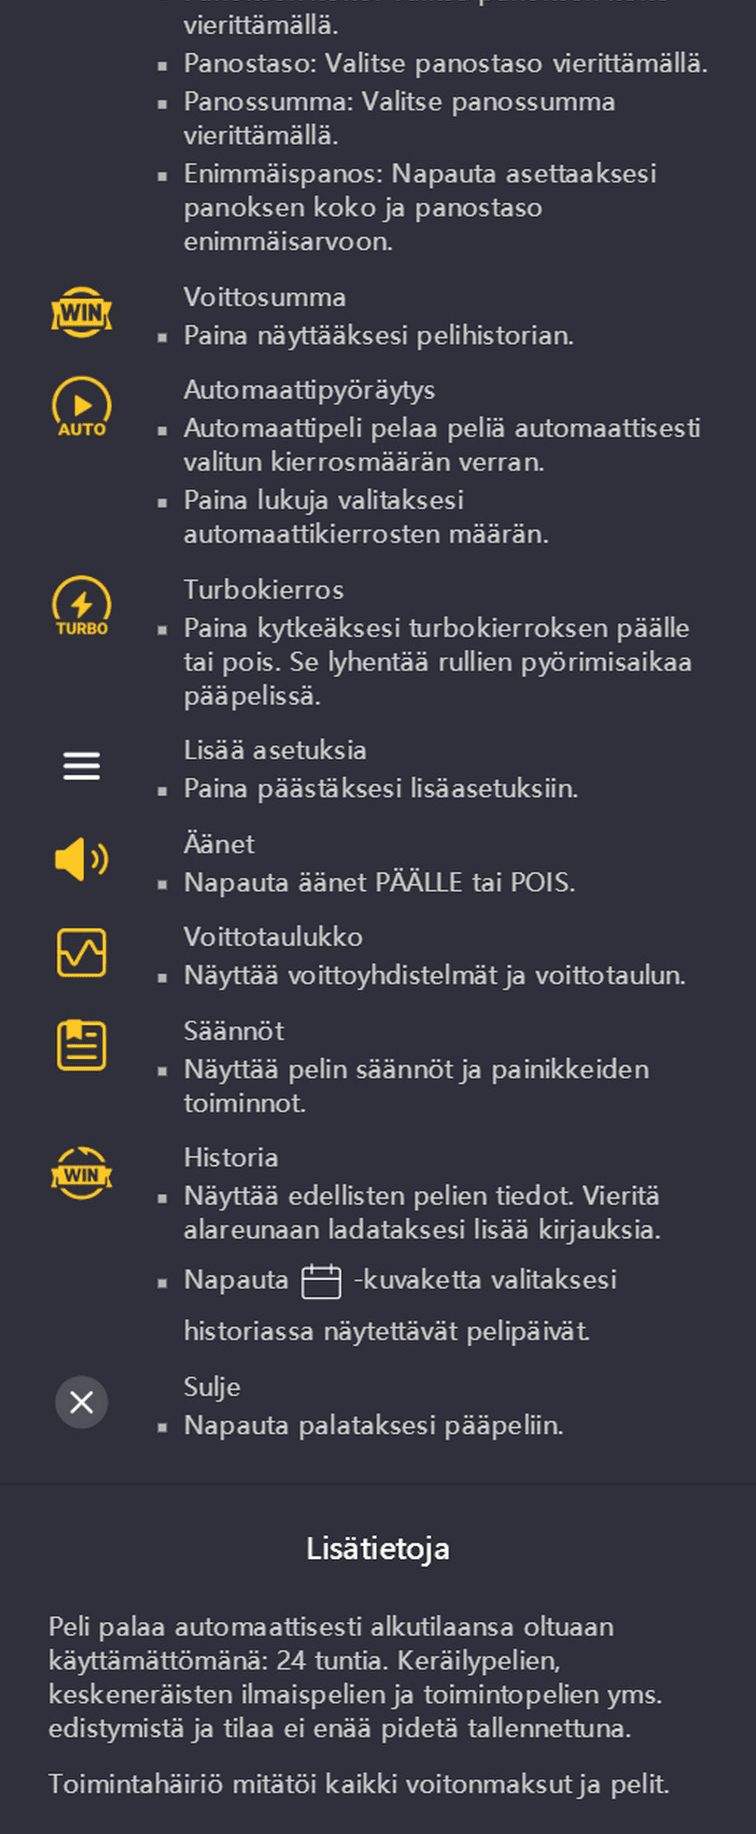 vierittämällä.
Panostaso: Valitse panostaso vierittämällä.
Panossumma: Valitse panossumma
vierittämällä.
Enimmäispanos: Napauta asettaaksesi
panoksen koko ja panostaso
enimmäisarvoon.
WIN
Voittosumma
Paina näyttääksesi pelihistorian.
Automaattipyöräytys
AUTO
Automaattipeli pelaa peliä automaattisesti
valitun kierrosmäärän verran.
Paina lukuja valitaksesi
automaattikierrosten määrän.
Turbokierros
TURBO
Paina kytkeäksesi turbokierroksen päälle
tai pois. Se lyhentää rullien pyörimisaikaa
pääpelissä.
Lisää asetuksia
Paina päästäksesi lisäasetuksiin.
Äänet
Napauta äänet PÄÄLLE tai POIS.
Voittotaulukko
Näyttää voittoyhdistelmät ja voittotaulun.
Säännöt
Näyttää pelin säännöt ja painikkeiden
toiminnot.
Historia
WIN
Näyttää edellisten pelien tiedot. Vieritä
alareunaan ladataksesi lisää kirjauksia.
Napauta -kuvaketta valitaksesi
historiassa näytettävät pelipäivät.
Sulje
Napauta palataksesi pääpeliin.
Lisätietoja
Peli palaa automaattisesti alkutilaansa oltuaan
käyttämättömänä: 24 tuntia. Keräilypelien,
keskeneräisten ilmaispelien ja toimintopelien yms.
edistymistä ja tilaa ei enää pidetä tallennettuna.
Toimintahäiriö mitätöi kaikki voitonmaksut ja pelit.